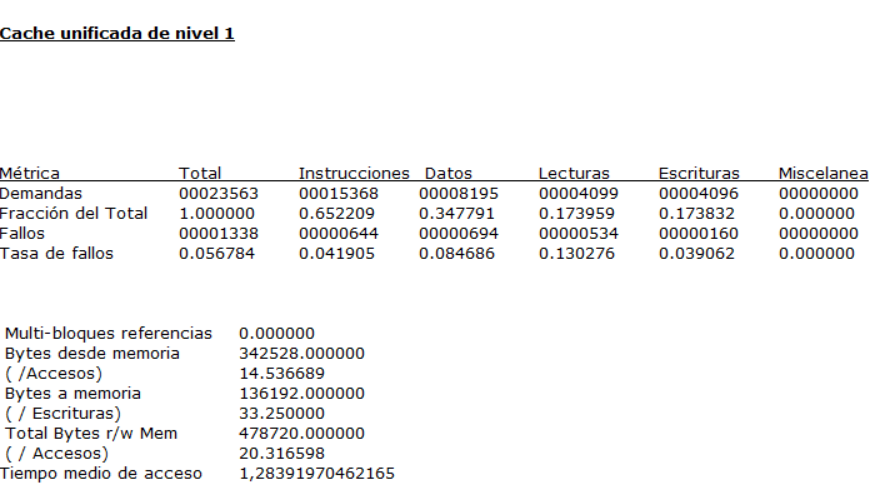 Cache unificada de nivel 1
Métrica Total Instrucciones Datos Lecturas Escrituras Miscelanea
Demandas 00023563 00015368 00008195 00004099 00004096 00000000
Fracción del Total 1.000000 0.652209 0.347791 0.173959 0.173832 0.000000
Fallos 00001338 00000644 00000694 00000534 00000160 00000000
Tasa de fallos 0.056784 0.041905 0.084686 0.130276 0.039062 0.000000
Multi-bloques referencias 0.000000
Bytes desde memoria 342528.000000
( /Accesos) 14.536689
Bytes a memoria 136192.000000
( / Escrituras) 33.250000
Total Bytes r/w Mem 478720.000000
( / Accesos) 20.316598
Tiempo medio de acceso 1,28391970462165